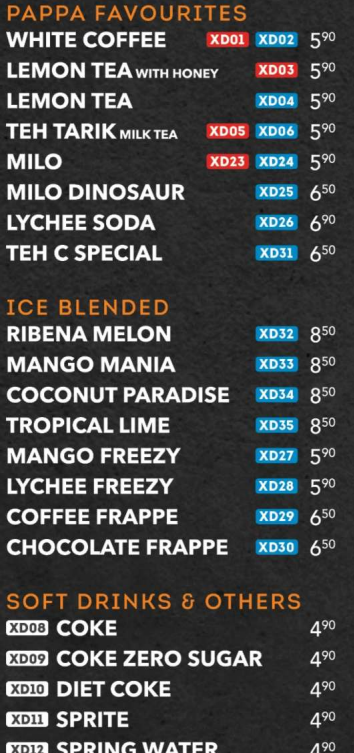 PAPPA FAVOURITES
WHITE COFFEE XD01 XD02 5⁹⁰
LEMON TEA WITH HONEY XD03 5⁹⁰
LEMON TEA XD04 5⁹⁰
TEH TARIK MILK TEA XD05 XD06 5⁹⁰
MILO XD23 XD24 5⁹⁰
MILO DINOSAUR XD25 6⁵⁰
LYCHEE SODA XD26 6⁹⁰
TEH C SPECIAL XD31 6⁵⁰
ICE BLENDED
RIBENA MELON XD32 8⁵⁰
MANGO MANIA XD33 8⁵⁰
COCONUT PARADISE XD34 8⁵⁰
TROPICAL LIME XD35 8⁵⁰
MANGO FREEZY XD27 5⁹⁰
LYCHEE FREEZY XD28 5⁹⁰
COFFEE FRAPPE XD29 6⁵⁰
CHOCOLATE FRAPPE XD30 6⁵⁰
SOFT DRINKS & OTHERS
XD08 COKE 4⁹⁰
XD09 COKE ZERO SUGAR 4⁹⁰
XD10 DIET COKE 4⁹⁰
XD11 SPRITE 4⁹⁰
XD12 SPRING WATER 4⁹⁰